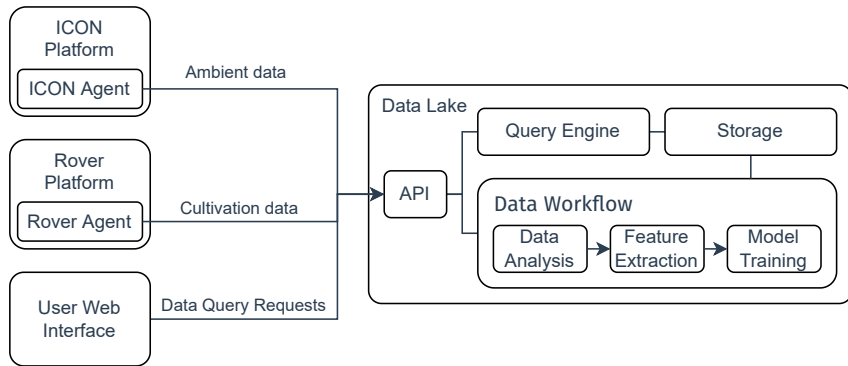 ICON
Platform
ICON Agent
Ambient data
Rover
Platform
Rover Agent
Cultivation data
User Web
Interface
Data Query Requests
Data Lake
API
Query Engine
Storage
Data Workflow
Data
Analysis
Feature
Extraction
Model
Training